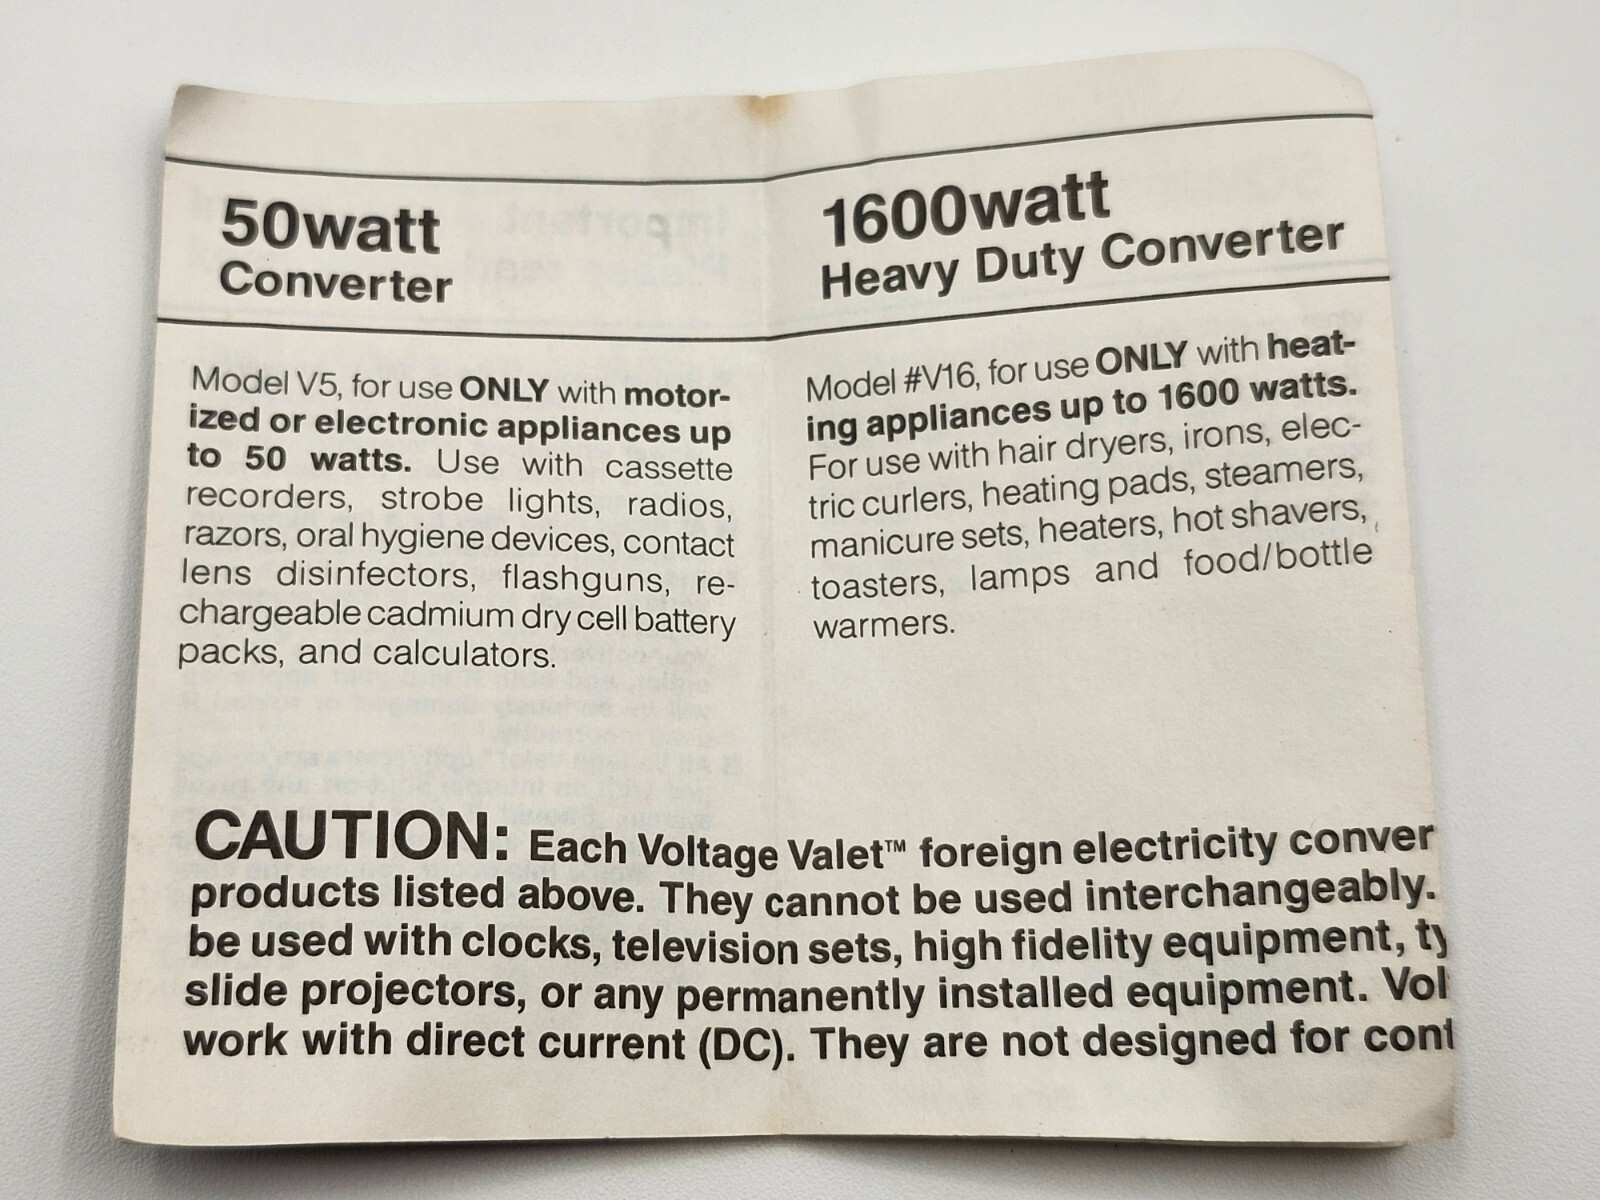 50watt
Converter
Model V5, for use ONLY with motor-
ized or electronic appliances up
to 50 watts. Use with cassette
recorders, strobe lights, radios,
razors, oral hygiene devices, contact
lens disinfectors, flashguns, re-
chargeable cadmium dry cell battery
packs, and calculators.
1600watt
Heavy Duty Converter
Model #V16, for use ONLY with heat-
ing appliances up to 1600 watts.
For use with hair dryers, irons, elec-
tric curlers, heating pads, steamers,
manicure sets, heaters, hot shavers,
toasters, lamps and food/bottle
warmers.
CAUTION: Each Voltage Valet™ foreign electricity conver
products listed above. They cannot be used interchangeably.
be used with clocks, television sets, high fidelity equipment, ty
slide projectors, or any permanently installed equipment. Vol
work with direct current (DC). They are not designed for cont